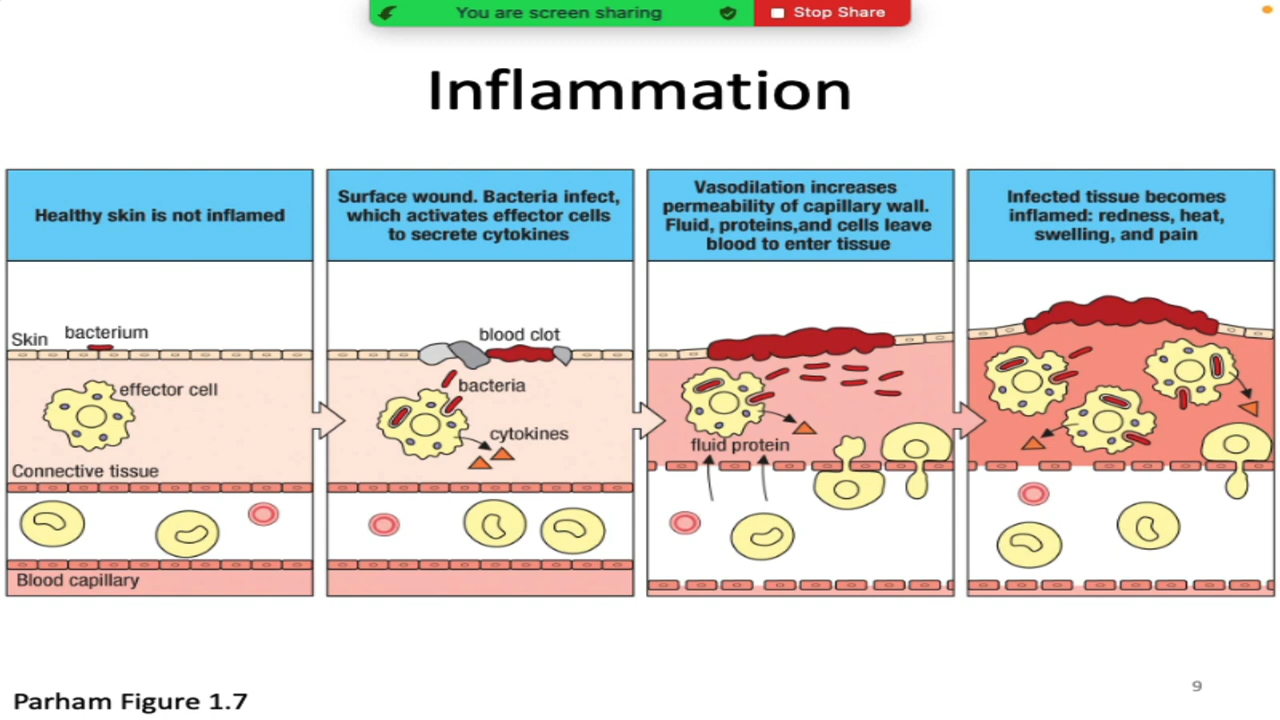 You are screen sharing
Stop Share
Inflammation
Healthy skin is not inflamed
Surface wound. Bacteria infect,
which activates effector cells
to secrete cytokines
Vasodilation increases
permeability of capillary wall.
Fluid, proteins,and cells leave
blood to enter tissue
Infected tissue becomes
inflamed: redness, heat,
swelling, and pain
Skin
bacterium
effector cell
Connective tissue
Blood capillary
blood clot
bacteria
cytokines
fluid protein
Parham Figure 1.7
9